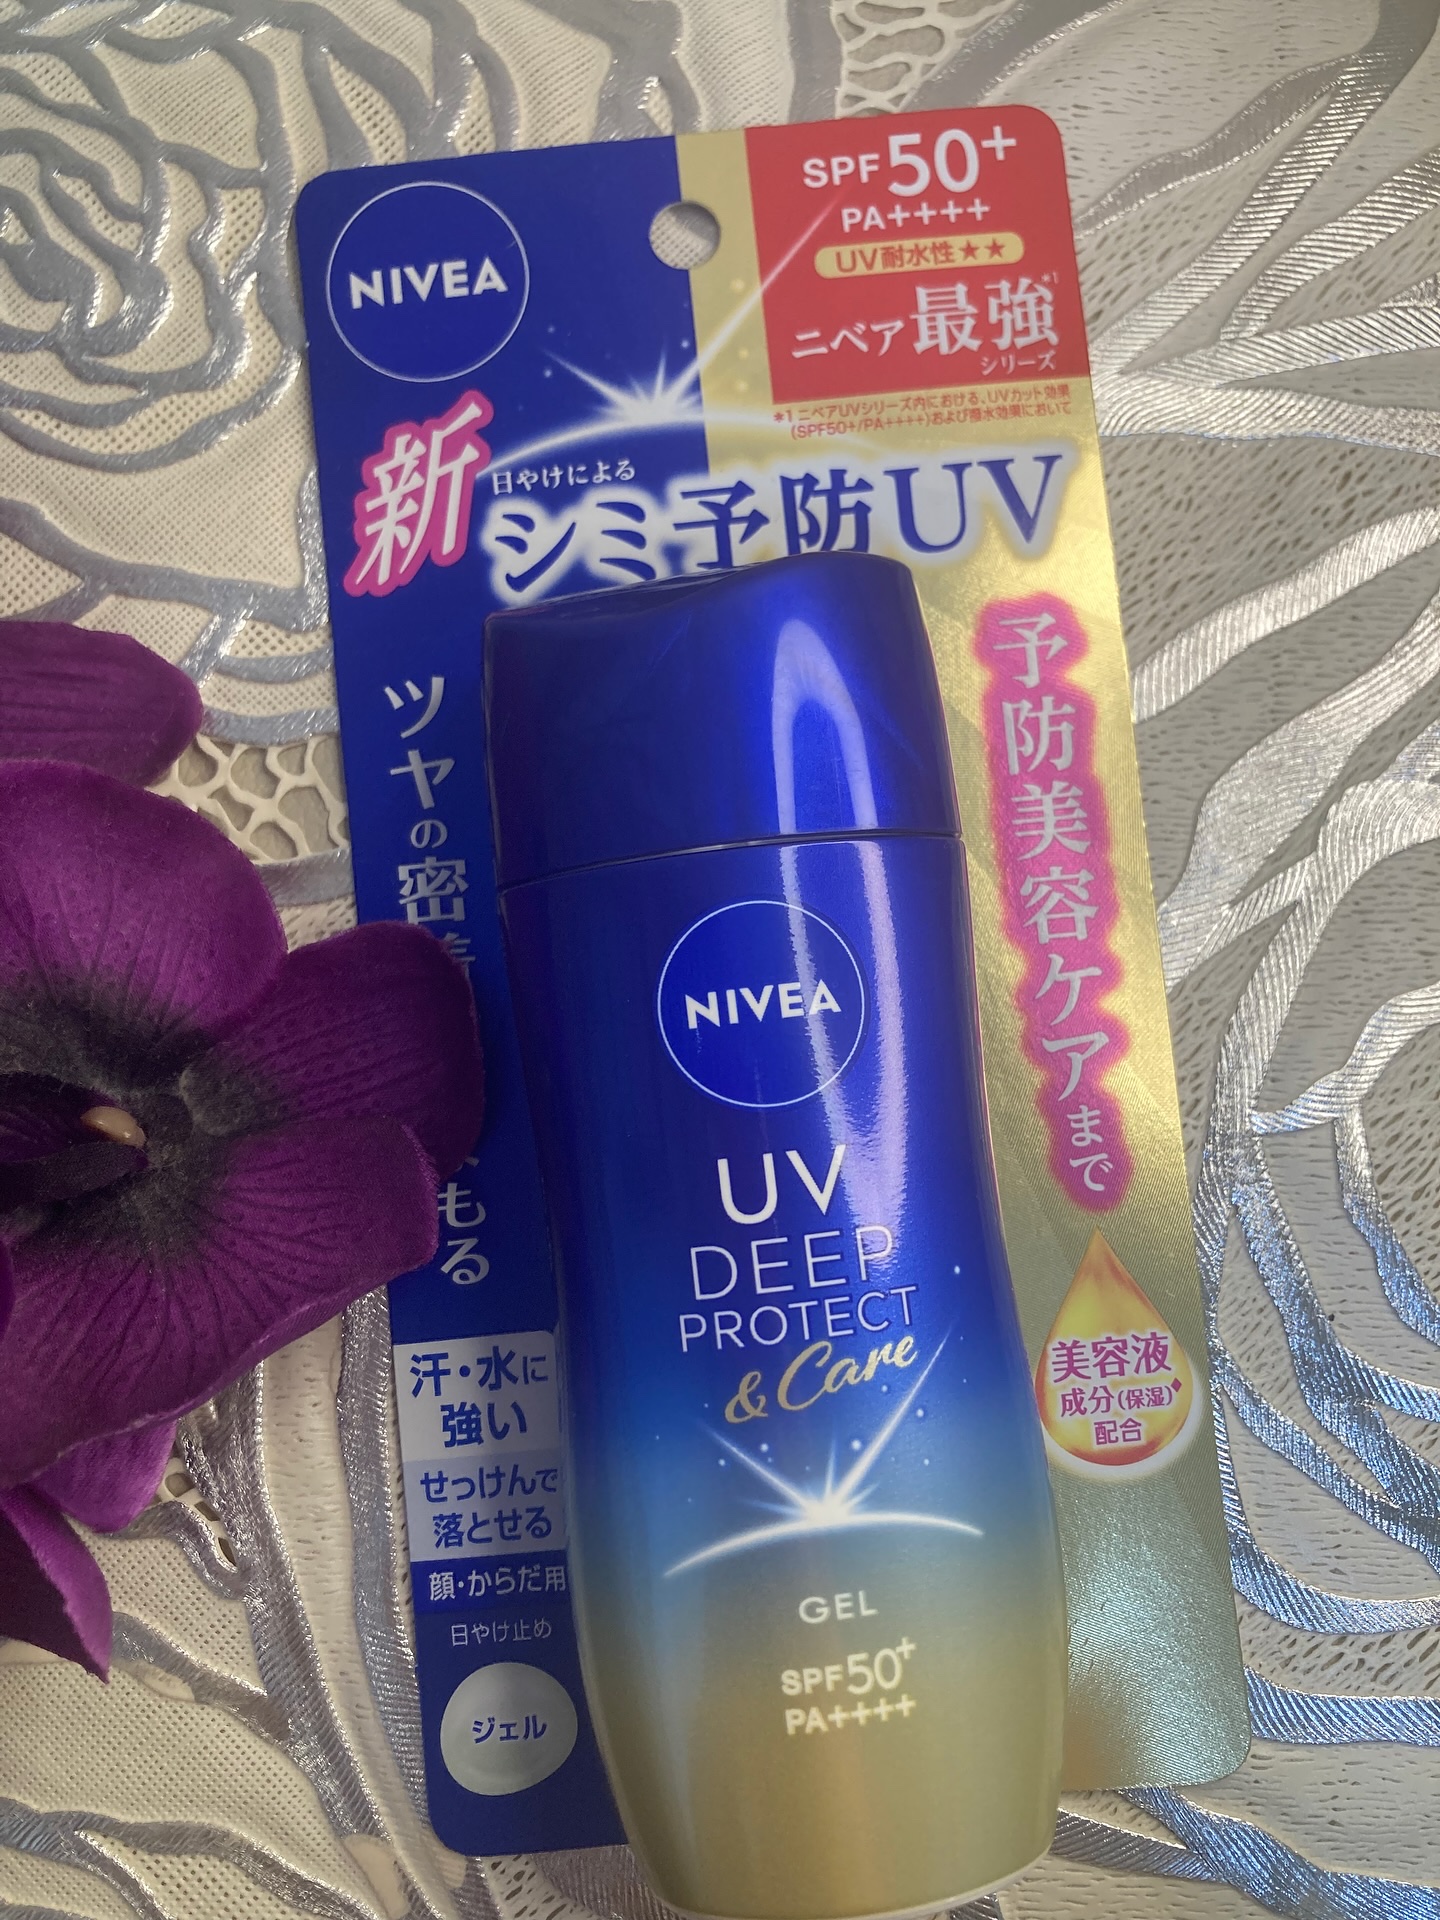 NIVEA
SPF50+
PA++++
UV耐水性★★
ニベア最強*1
シリーズ
*1 ニベアUVシリーズ内における、UVカット効果
(SPF50+/PA++++)および撥水効果において
新
日やけによる
シミ予防UV
ツヤの密着
もる
予防美容ケアまで
美容液
成分(保湿)◆
配合
汗・水に
強い
せっけんで
落とせる
顔・からだ用
日やけ止め
ジェル
NIVEA
UV
DEEP
PROTECT
& Care
GEL
SPF50+
PA++++